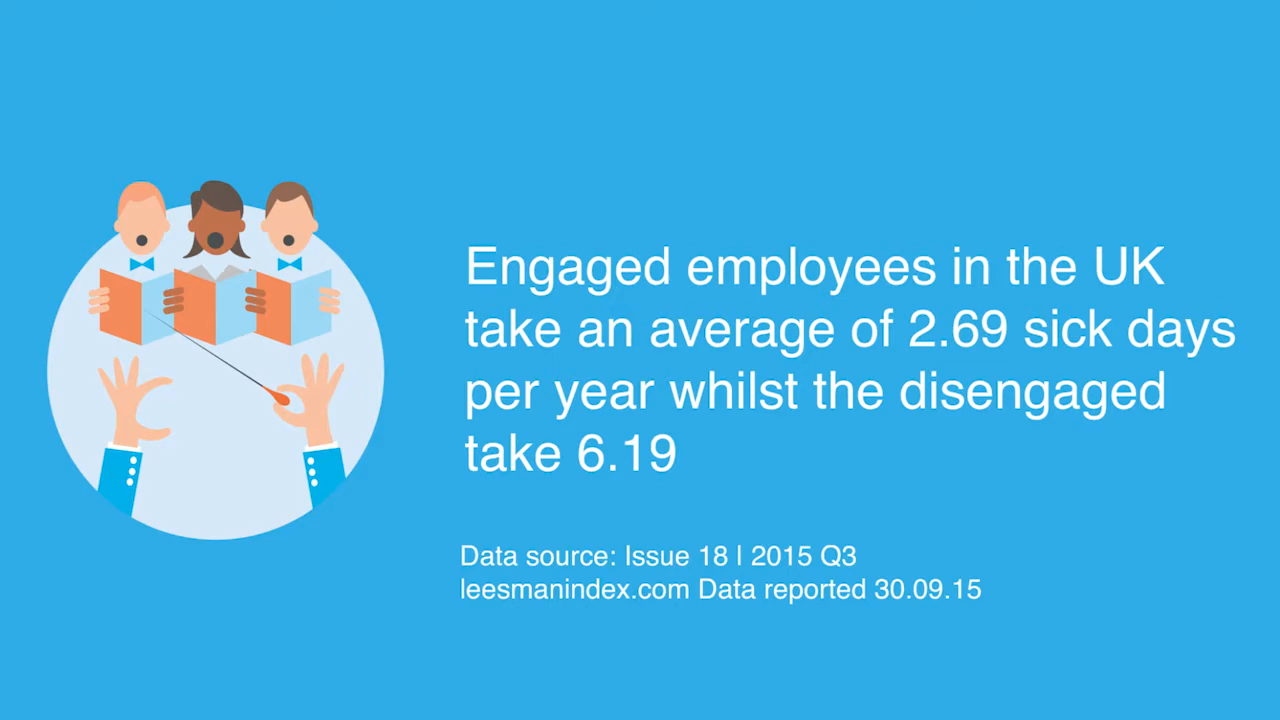 Engaged employees in the UK
take an average of 2.69 sick days
per year whilst the disengaged
take 6.19
Data source: Issue 18 | 2015 Q3
leesmanindex.com Data reported 30.09.15